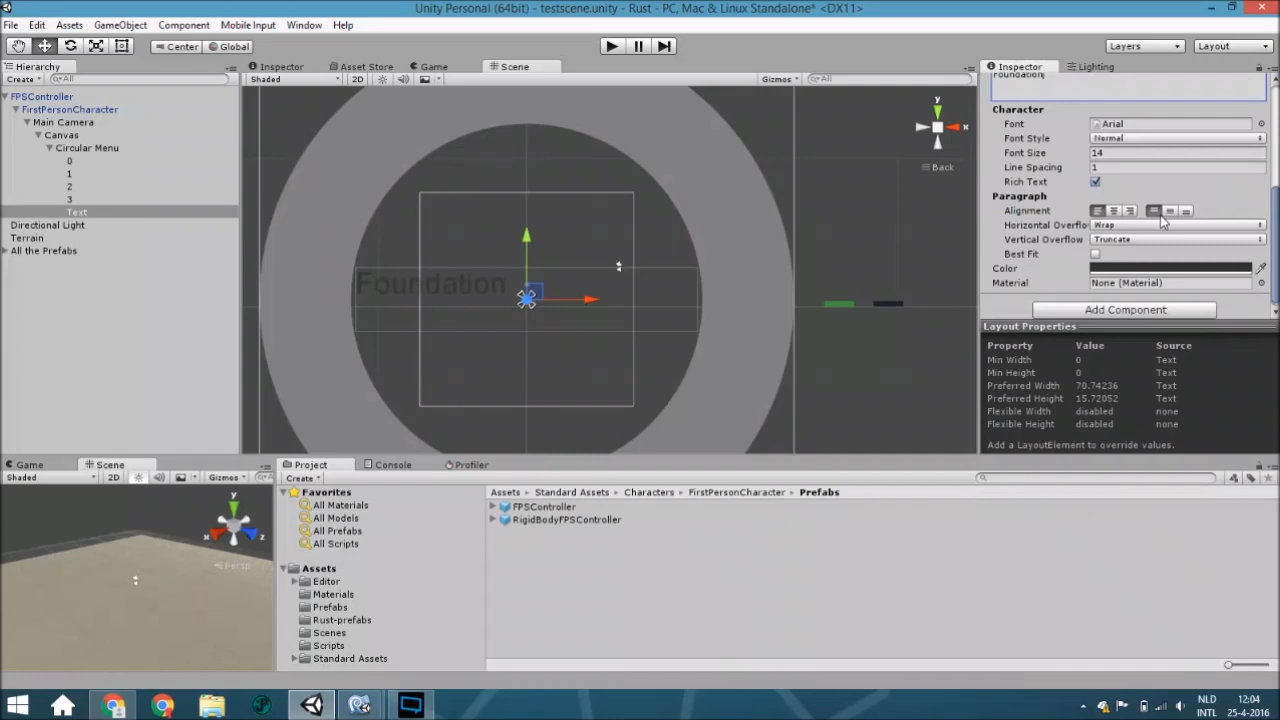 Unity Personal (64bit) - testscene.unity - Rust - PC, Mac & Linux Standalone* <DX11>
File Edit Assets GameObject Component Mobile Input Window Help
Center Global Layers Layout
Hierarchy Inspector Asset Store Game Scene Inspector Lighting
Create All Shaded 2D Gizmos All
Foundation
FPSController
FirstPersonCharacter
Main Camera
Canvas
Circular Menu
0
1
2
3
Text
Directional Light
Terrain
All the Prefabs
y
x
Back
Foundation
Character
Font Arial
Font Style Normal
Font Size 14
Line Spacing 1
Rich Text
Paragraph
Alignment
Horizontal Overflo Wrap
Vertical Overflow Truncate
Best Fit
Color
Material None (Material)
Add Component
Layout Properties
Property Value Source
Min Width 0 Text
Min Height 0 Text
Preferred Width 70.74236 Text
Preferred Height 15.72052 Text
Flexible Width disabled none
Flexible Height disabled none
Add a LayoutElement to override values.
Game Scene
Shaded 2D Gizmos
y
x z
Persp
Project Console Profiler
Create
Favorites
All Materials
All Models
All Prefabs
All Scripts
Assets
Editor
Materials
Prefabs
Rust-prefabs
Scenes
Scripts
Standard Assets
Assets Standard Assets Characters FirstPersonCharacter Prefabs
FPSController
RigidBodyFPSController
NLD 12:04
INTL 25-4-2016